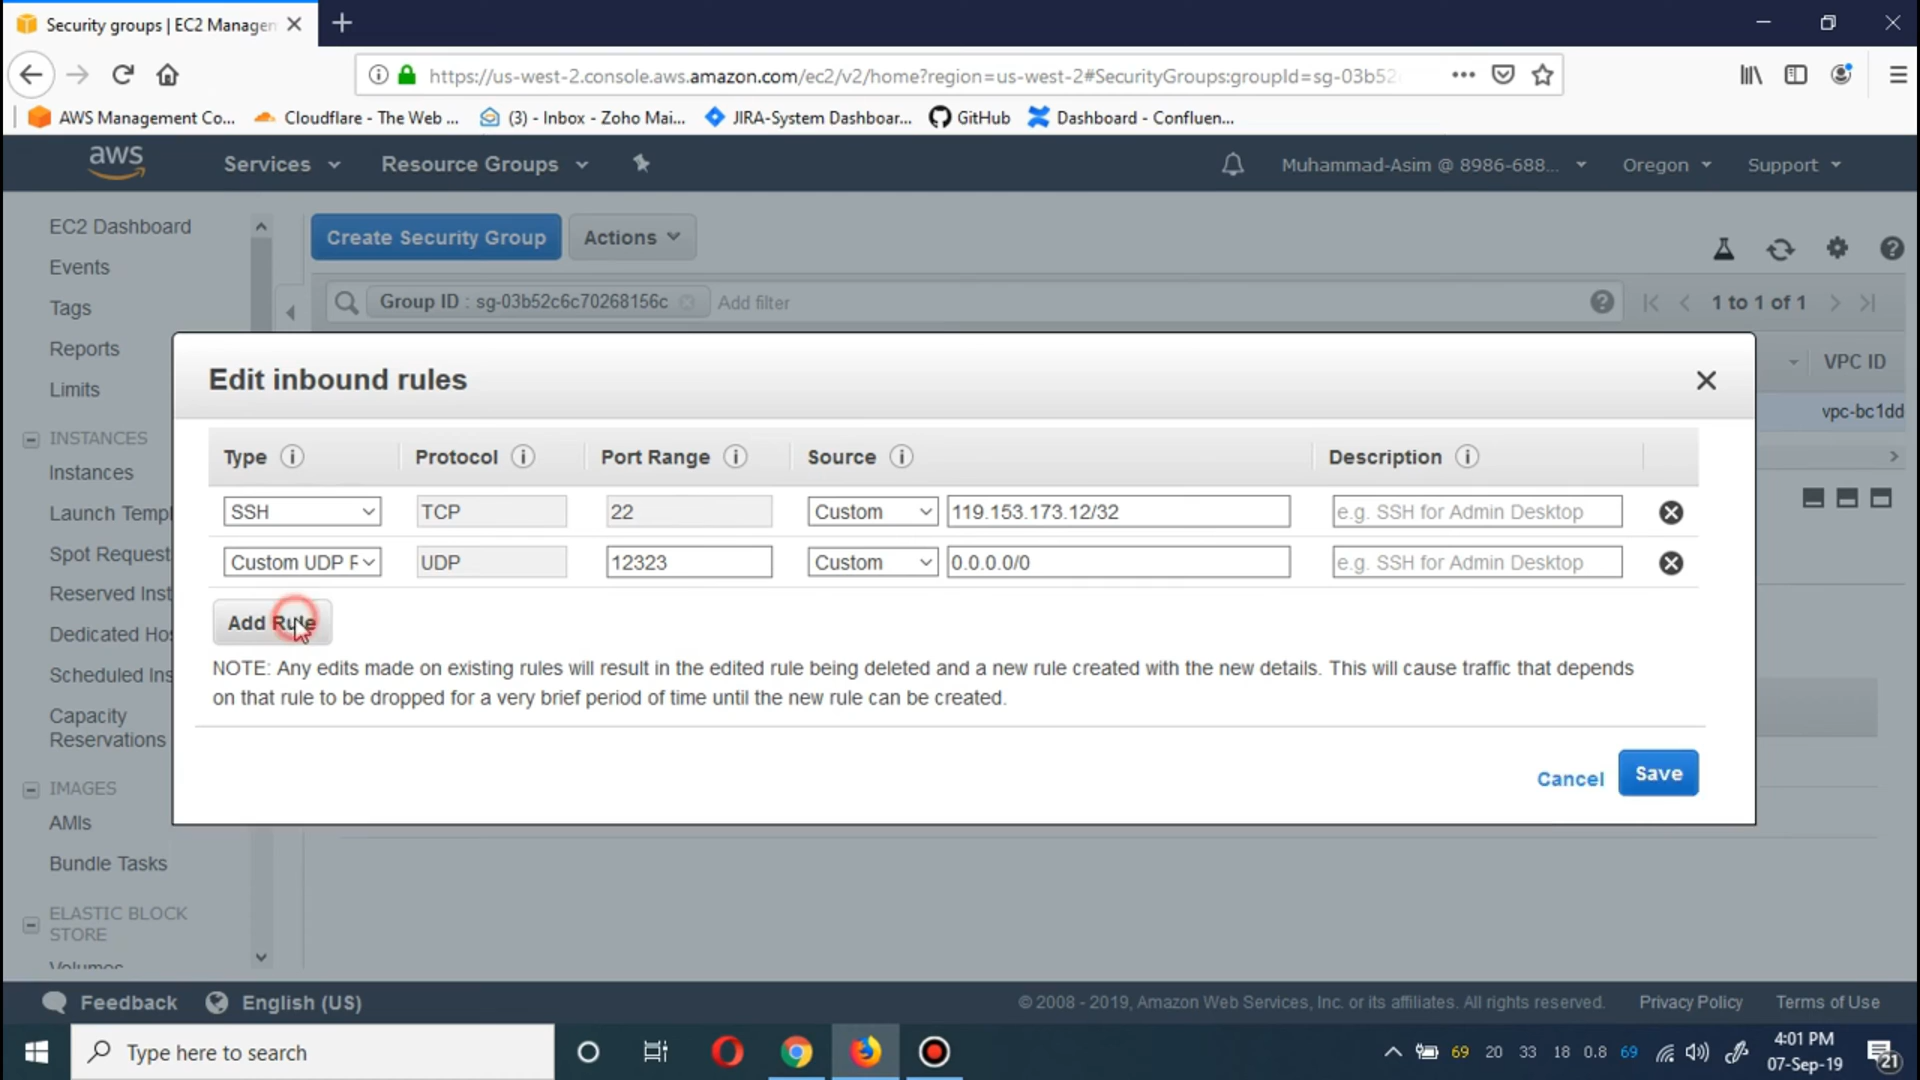 Security groups | EC2 Manager
https://us-west-2.console.aws.amazon.com/ec2/v2/home?region=us-west-2#SecurityGroups:groupId=sg-03b52c
AWS Management Co... Cloudflare - The Web ... (3) - Inbox - Zoho Mai... JIRA-System Dashboar... GitHub Dashboard - Confluen...
aws Services Resource Groups Muhammad-Asim @ 8986-688... Oregon Support
EC2 Dashboard
Events
Tags
Reports
Limits
INSTANCES
Instances
Launch Templ
Spot Request
Reserved Inst
Dedicated Ho
Scheduled Ins
Capacity
Reservations
IMAGES
AMIs
Bundle Tasks
ELASTIC BLOCK
STORE
Volumes
Create Security Group Actions
Group ID : sg-03b52c6c70268156c Add filter 1 to 1 of 1
VPC ID
vpc-bc1dd
Edit inbound rules
Type Protocol Port Range Source Description
SSH TCP 22 Custom 119.153.173.12/32 e.g. SSH for Admin Desktop
Custom UDP F UDP 12323 Custom 0.0.0.0/0 e.g. SSH for Admin Desktop
Add Rule
NOTE: Any edits made on existing rules will result in the edited rule being deleted and a new rule created with the new details. This will cause traffic that depends
on that rule to be dropped for a very brief period of time until the new rule can be created.
Cancel Save
Feedback English (US) © 2008 - 2019, Amazon Web Services, Inc. or its affiliates. All rights reserved. Privacy Policy Terms of Use
Type here to search 69 20 33 18 0.8 69 4:01 PM
07-Sep-19 21